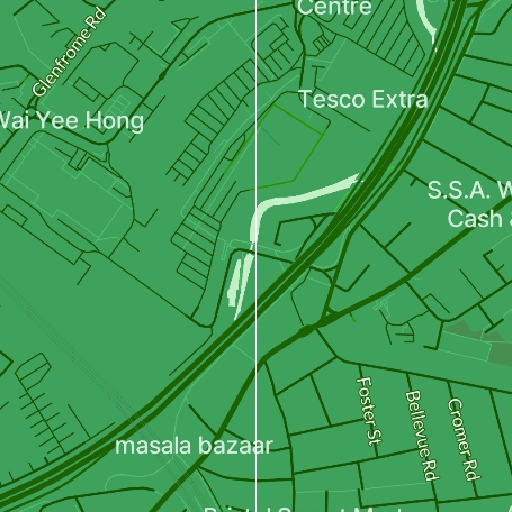 Centre
Glenfrome Rd
Tesco Extra
Wai Yee Hong
S.S.A. W
Cash &
Foster St
Bellevue Rd
Cromer Rd
masala bazaar